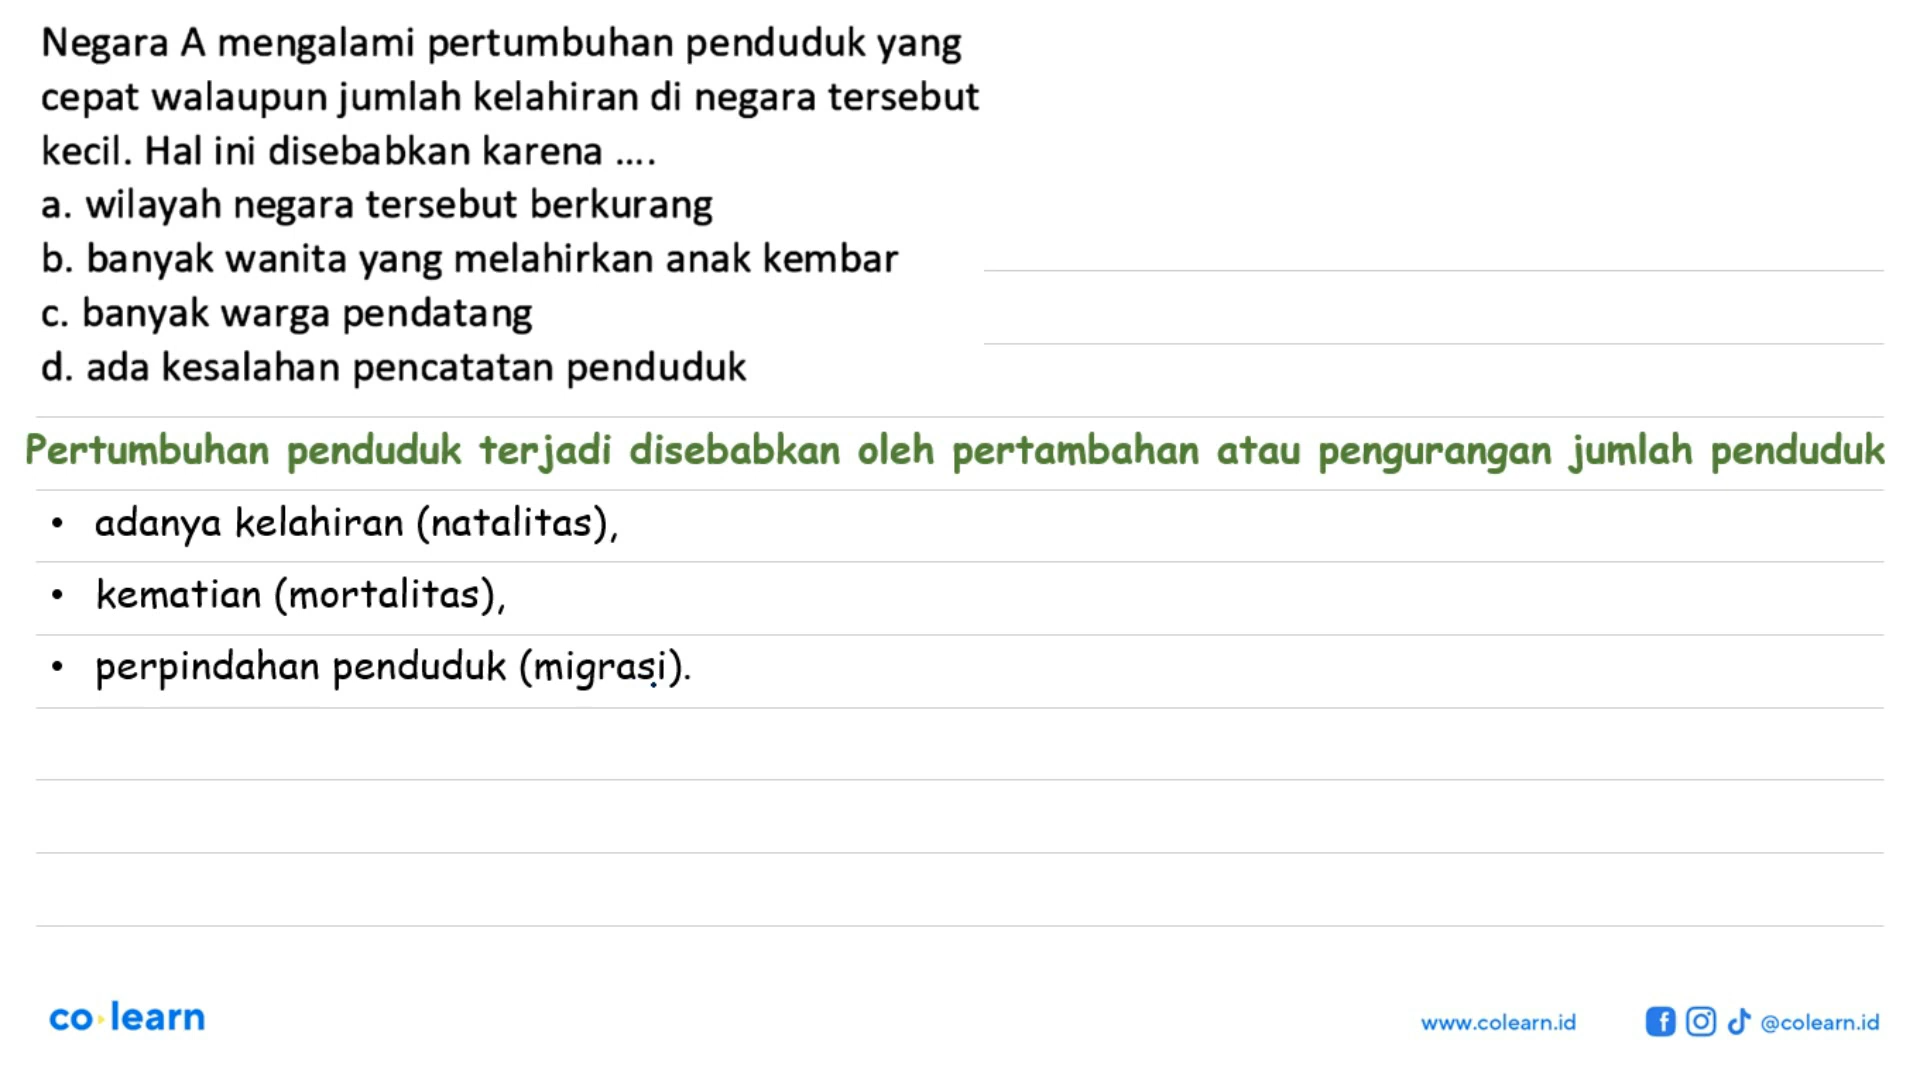 Negara A mengalami pertumbuhan penduduk yang
cepat walaupun jumlah kelahiran di negara tersebut
kecil. Hal ini disebabkan karena ....
a. wilayah negara tersebut berkurang
b. banyak wanita yang melahirkan anak kembar
c. banyak warga pendatang
d. ada kesalahan pencatatan penduduk
Pertumbuhan penduduk terjadi disebabkan oleh pertambahan atau pengurangan jumlah penduduk
• adanya kelahiran (natalitas),
• kematian (mortalitas),
• perpindahan penduduk (migrasi).
co learn
www.colearn.id
@colearn.id